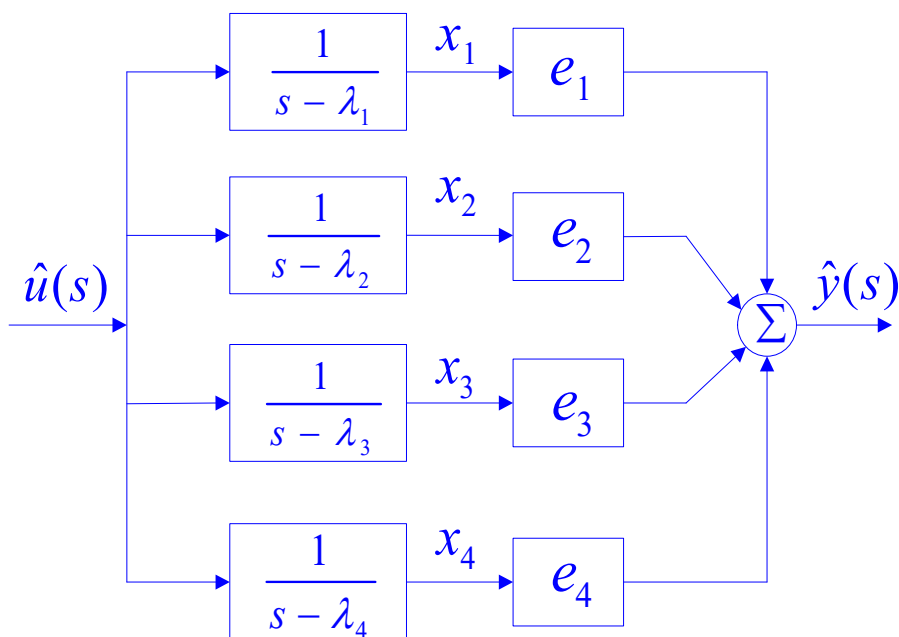 1
s − λ₁
x₁
e₁
1
s − λ₂
x₂
e₂
û(s)
Σ
ŷ(s)
1
s − λ₃
x₃
e₃
1
s − λ₄
x₄
e₄